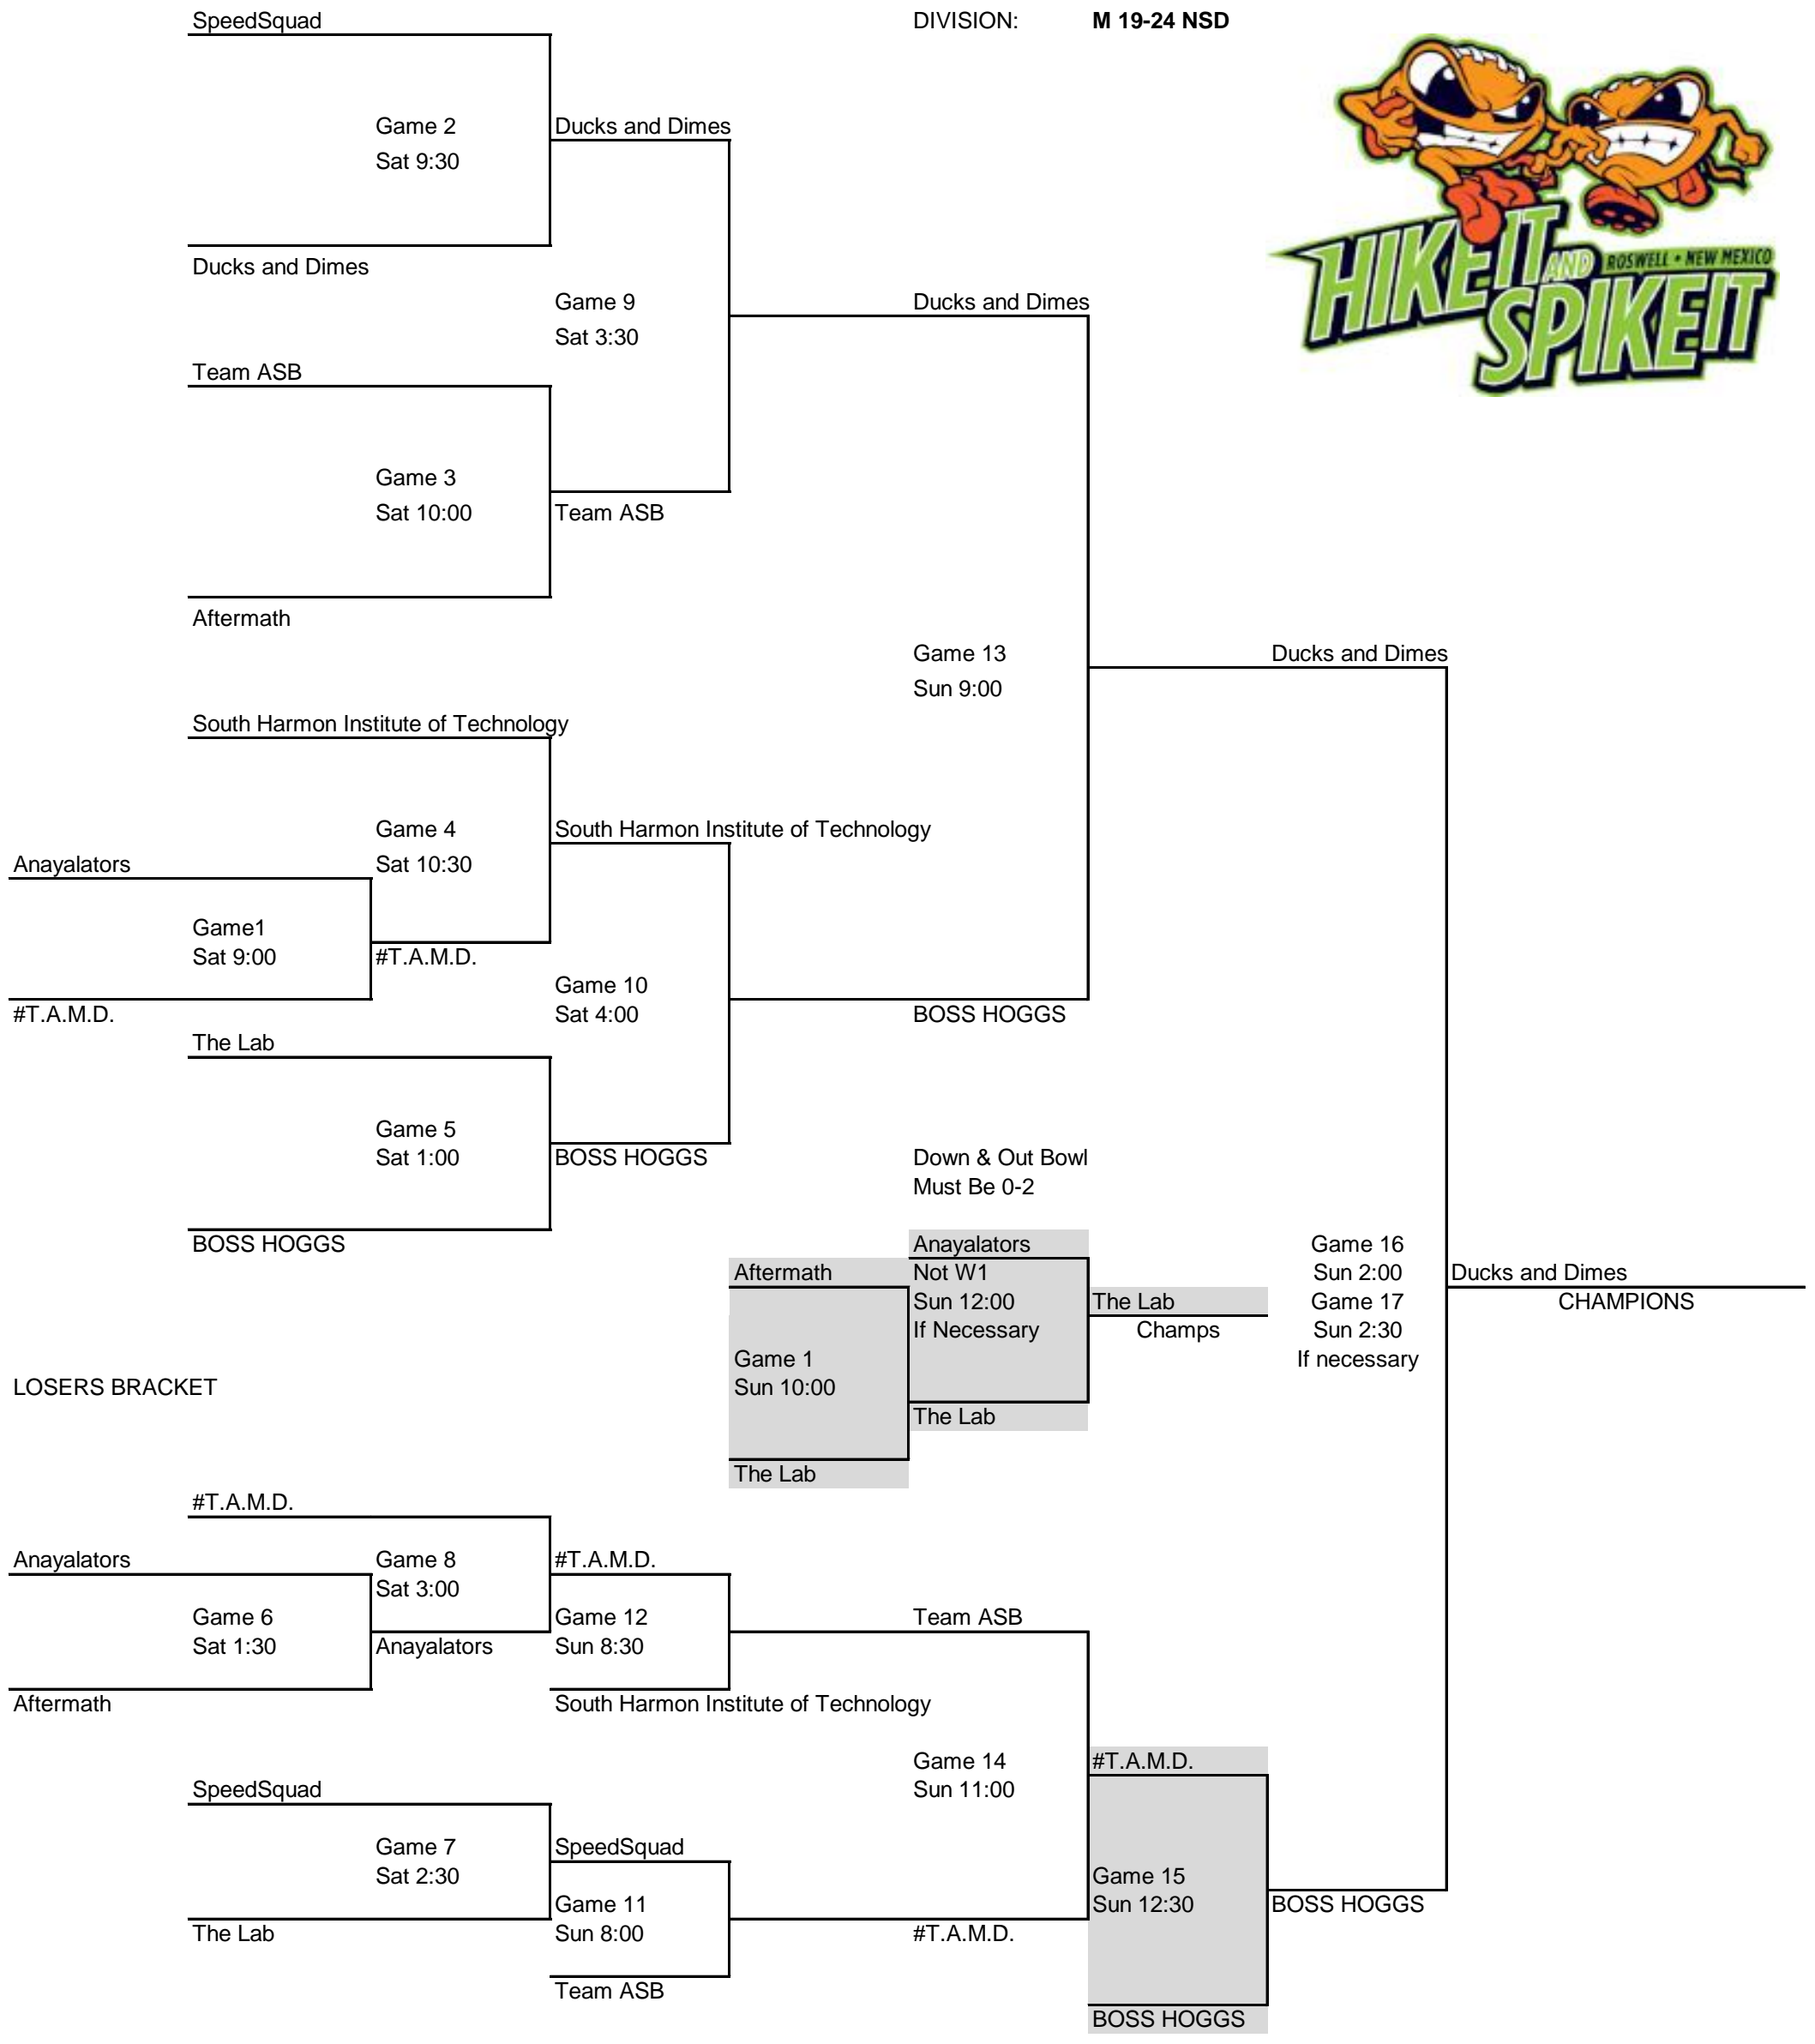 SpeedSquad
DIVISION: M 19-24 NSD
Game 2
Sat 9:30
Ducks and Dimes
Ducks and Dimes
HIKE IT AND SPIKE IT
ROSWELL • NEW MEXICO
Game 9
Sat 3:30
Ducks and Dimes
Team ASB
Game 3
Sat 10:00
Team ASB
Aftermath
Game 13
Sun 9:00
Ducks and Dimes
South Harmon Institute of Technology
Game 4
Sat 10:30
South Harmon Institute of Technology
Anayalators
Game1
Sat 9:00
#T.A.M.D.
#T.A.M.D.
Game 10
Sat 4:00
BOSS HOGGS
The Lab
Game 5
Sat 1:00
BOSS HOGGS
BOSS HOGGS
Down & Out Bowl
Must Be 0-2
Anayalators
Aftermath
Not W1
Sun 12:00
If Necessary
The Lab
Champs
Game 1
Sun 10:00
The Lab
The Lab
Game 16
Sun 2:00
Game 17
Sun 2:30
If necessary
Ducks and Dimes
CHAMPIONS
LOSERS BRACKET
#T.A.M.D.
Anayalators
Game 8
Sat 3:00
#T.A.M.D.
Game 6
Sat 1:30
Anayalators
Game 12
Sun 8:30
Team ASB
Aftermath
South Harmon Institute of Technology
Game 14
Sun 11:00
#T.A.M.D.
SpeedSquad
Game 7
Sat 2:30
SpeedSquad
Game 15
Sun 12:30
BOSS HOGGS
The Lab
Game 11
Sun 8:00
#T.A.M.D.
Team ASB
BOSS HOGGS